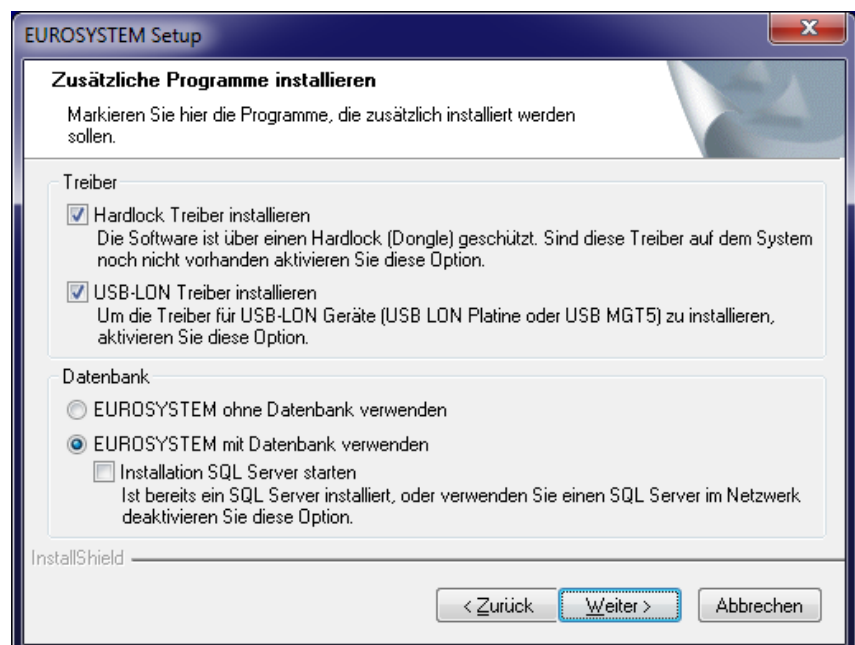 EUROSYSTEM Setup
Zusätzliche Programme installieren
Markieren Sie hier die Programme, die zusätzlich installiert werden
sollen.
Treiber
Hardlock Treiber installieren
Die Software ist über einen Hardlock (Dongle) geschützt. Sind diese Treiber auf dem System
noch nicht vorhanden aktivieren Sie diese Option.
USB-LON Treiber installieren
Um die Treiber für USB-LON Geräte (USB LON Platine oder USB MGT5) zu installieren,
aktivieren Sie diese Option.
Datenbank
EUROSYSTEM ohne Datenbank verwenden
EUROSYSTEM mit Datenbank verwenden
Installation SQL Server starten
Ist bereits ein SQL Server installiert, oder verwenden Sie einen SQL Server im Netzwerk
deaktivieren Sie diese Option.
InstallShield
< Zurück Weiter > Abbrechen